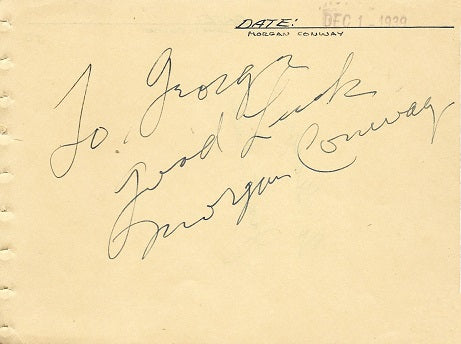 DATE: DEC 1 - 1939
MORGAN CONWAY
To George
Good Luck
Morgan Conway